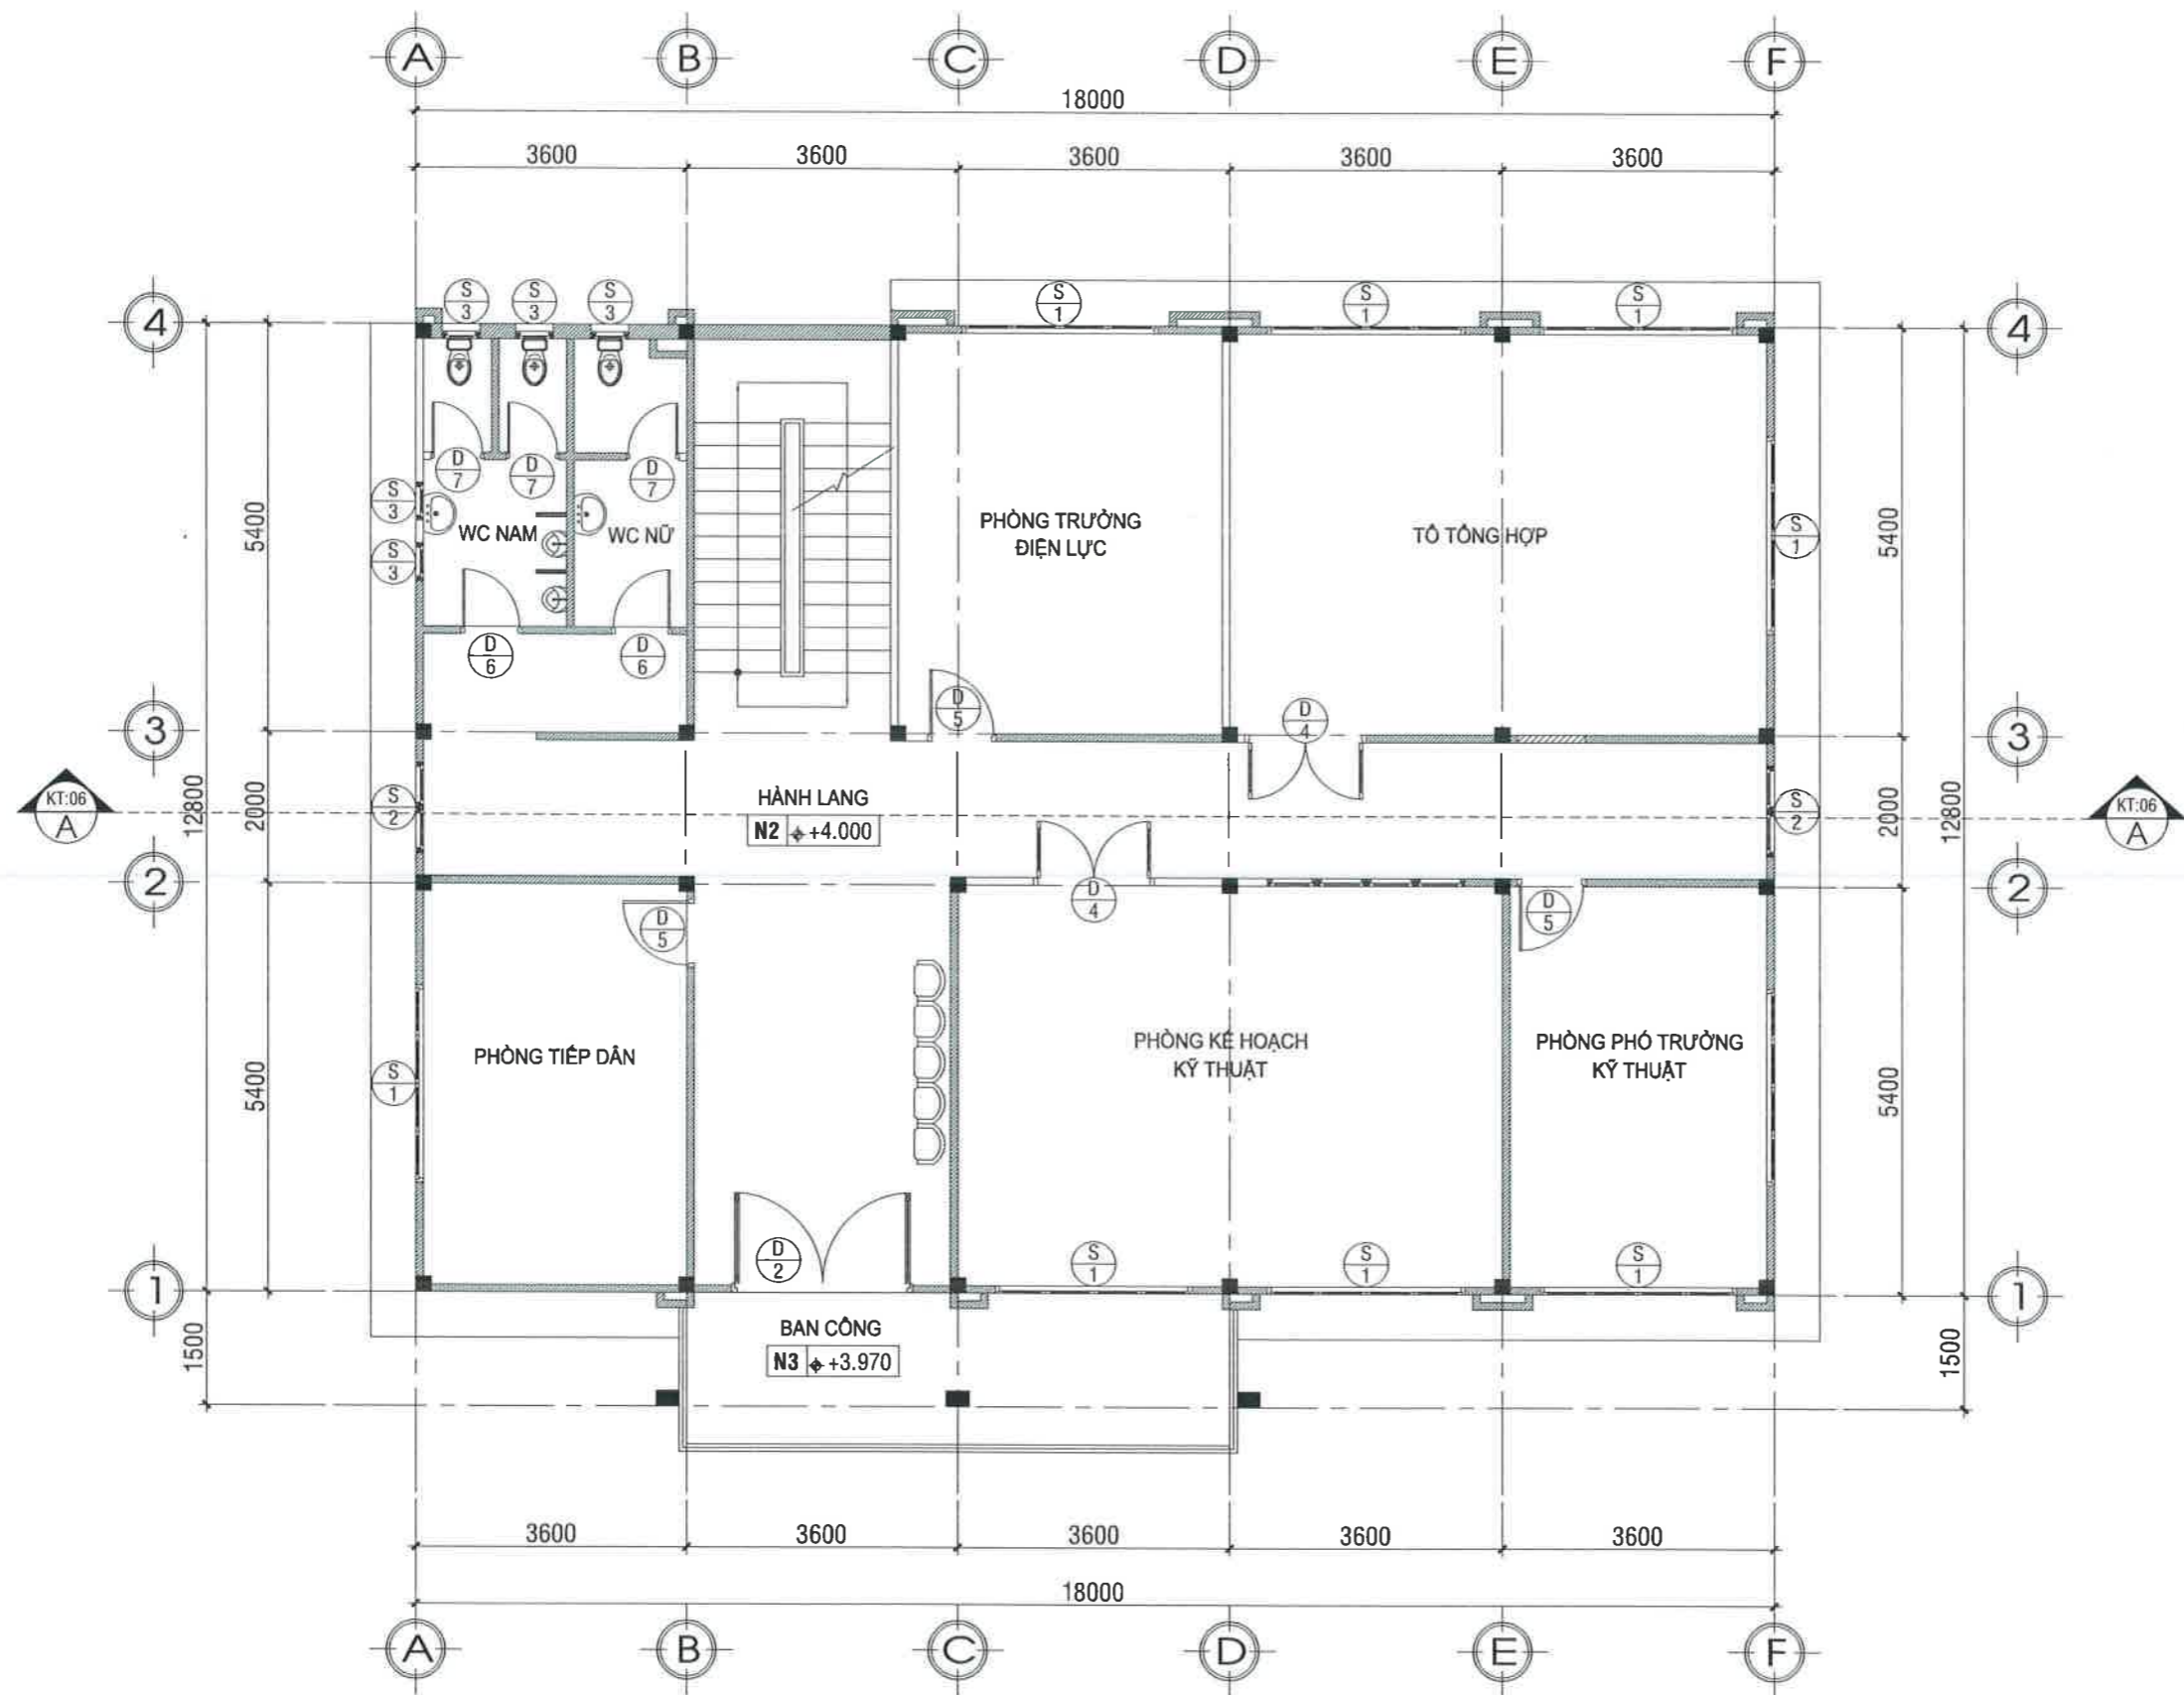 A B C D E F
18000
3600 3600 3600 3600 3600
S 3 S 3 S 3 S 1 S 1 S 1
4 4
D 7 D 7 D 7
S 3
S 3
WC NAM WC NỮ
PHÒNG TRƯỞNG
ĐIỆN LỰC
TỔ TỔNG HỢP
S 1
5400 5400
D 6 D 6
D 5 D 4
3 3
KT:06 A
12800 2000
S 2
HÀNH LANG
N2 +4.000
S 2
2000 12800
KT:06 A
2 2
D 5 D 4 D 5
PHÒNG TIẾP DÂN
PHÒNG KẾ HOẠCH
KỸ THUẬT
PHÒNG PHÓ TRƯỞNG
KỸ THUẬT
S 1
5400 5400
D 2 S 1 S 1 S 1
1 1
BAN CÔNG
N3 +3.970
1500 1500
3600 3600 3600 3600 3600
18000
A B C D E F